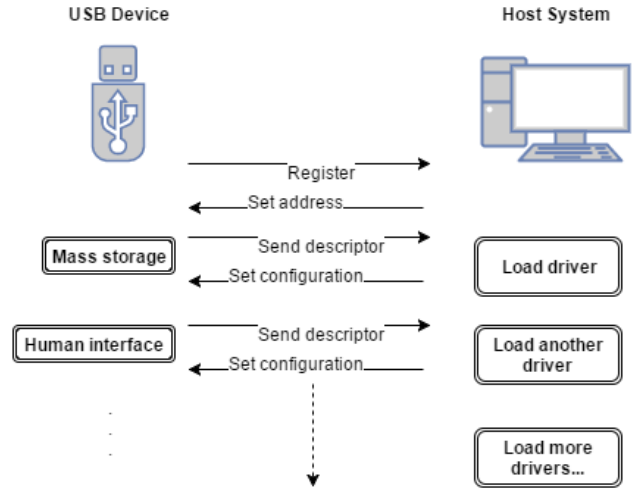 USB Device
Host System
Register
Set address
Mass storage
Send descriptor
Set configuration
Load driver
Human interface
Send descriptor
Set configuration
Load another
driver
Load more
drivers...